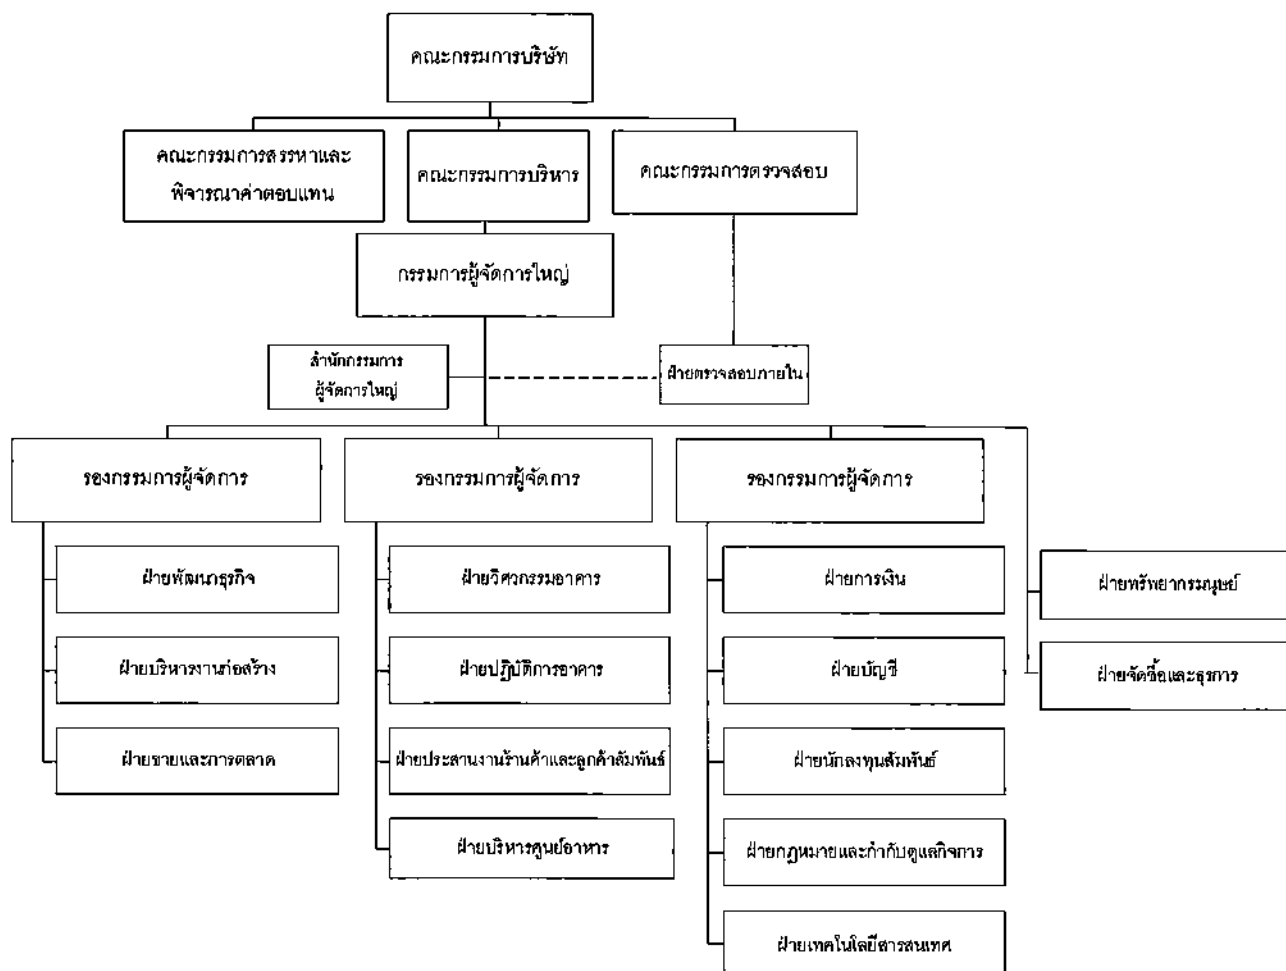 คณะกรรมการบริษัท
คณะกรรมการสรรหาและ
พิจารณาค่าตอบแทน
คณะกรรมการบริหาร
คณะกรรมการตรวจสอบ
กรรมการผู้จัดการใหญ่
สำนักกรรมการ
ผู้จัดการใหญ่
ฝ่ายตรวจสอบภายใน
รองกรรมการผู้จัดการ
รองกรรมการผู้จัดการ
รองกรรมการผู้จัดการ
ฝ่ายพัฒนาธุรกิจ
ฝ่ายบริหารงานก่อสร้าง
ฝ่ายขายและการตลาด
ฝ่ายวิศวกรรมอาคาร
ฝ่ายปฏิบัติการอาคาร
ฝ่ายประสานงานร้านค้าและลูกค้าสัมพันธ์
ฝ่ายบริหารศูนย์อาหาร
ฝ่ายการเงิน
ฝ่ายบัญชี
ฝ่ายนักลงทุนสัมพันธ์
ฝ่ายกฎหมายและกำกับดูแลกิจการ
ฝ่ายเทคโนโลยีสารสนเทศ
ฝ่ายทรัพยากรมนุษย์
ฝ่ายจัดซื้อและธุรการ